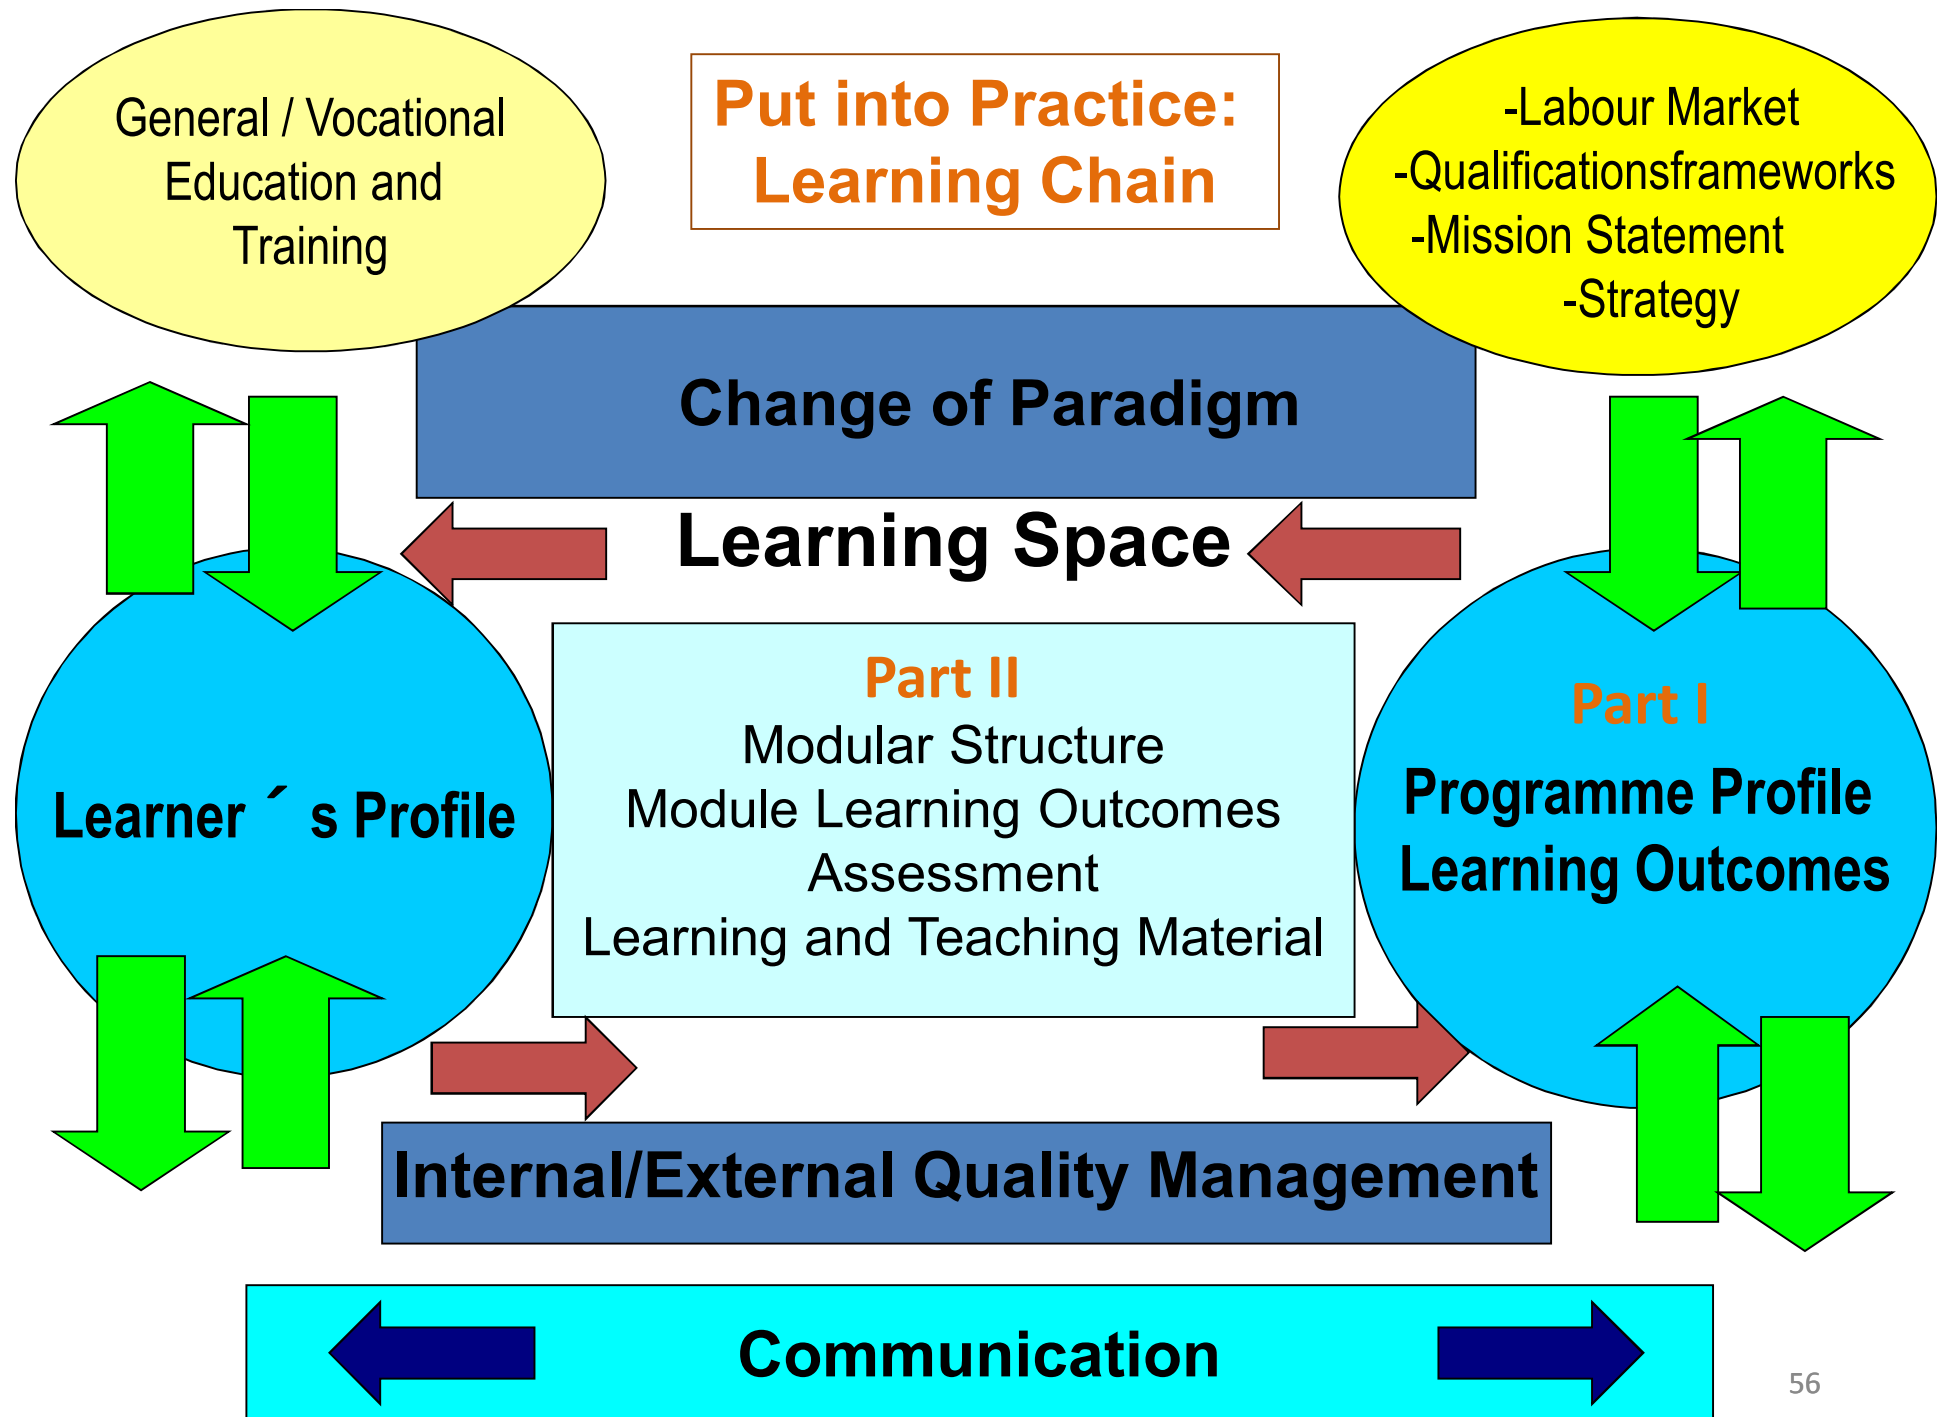 General / Vocational
Education and
Training
Put into Practice:
Learning Chain
-Labour Market
-Qualificationsframeworks
-Mission Statement
-Strategy
Change of Paradigm
Learning Space
Part II
Modular Structure
Module Learning Outcomes
Assessment
Learning and Teaching Material
Learner ´ s Profile
Part I
Programme Profile
Learning Outcomes
Internal/External Quality Management
Communication
56